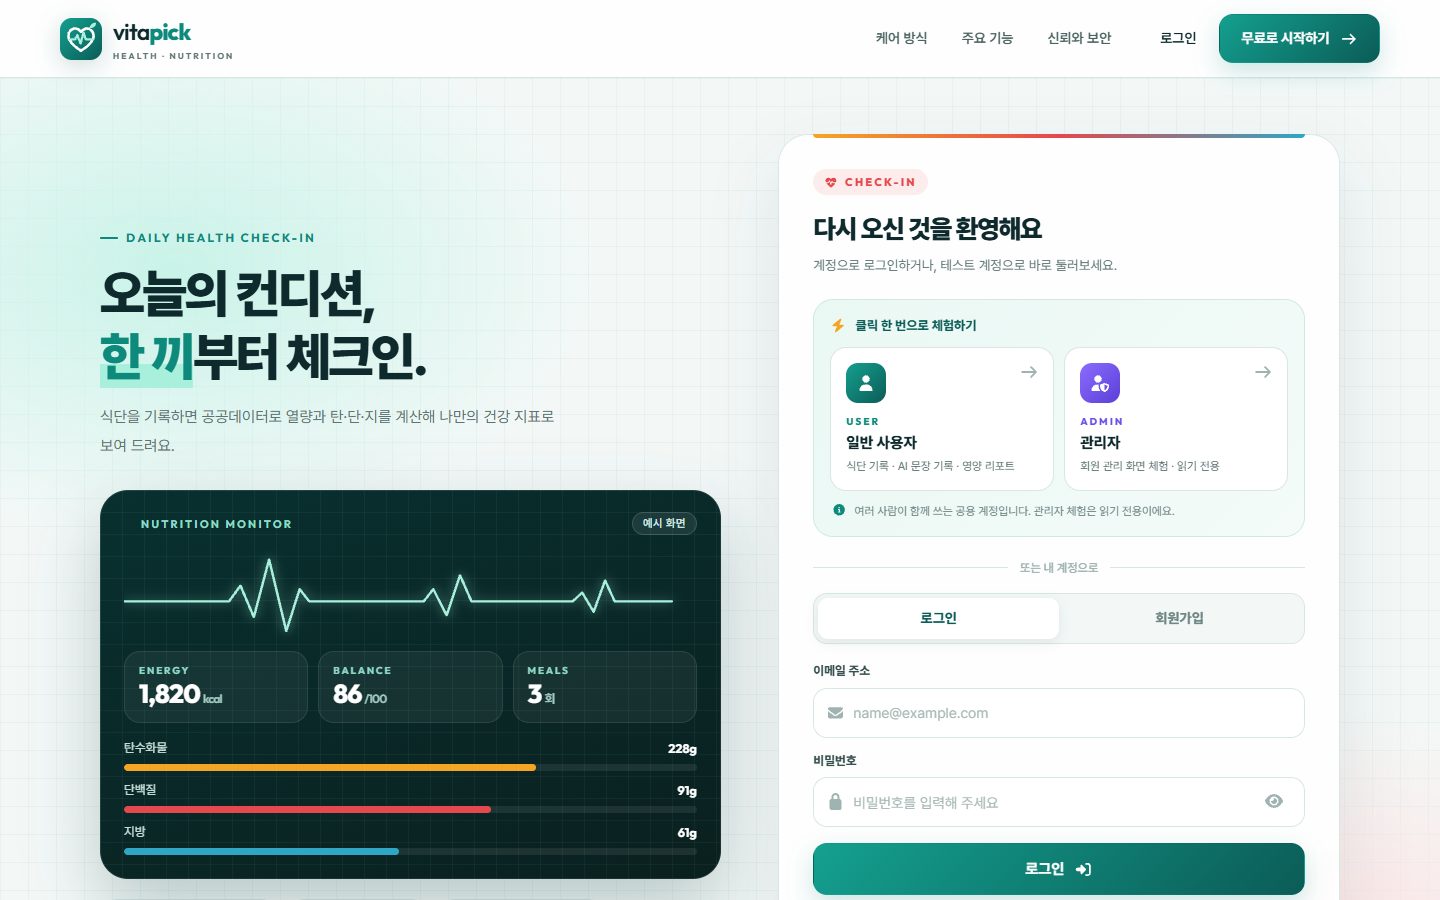 vitapick
HEALTH · NUTRITION
케어 방식
주요 기능
신뢰와 보안
로그인
무료로 시작하기
DAILY HEALTH CHECK-IN
오늘의 컨디션,
한 끼부터 체크인.
식단을 기록하면 공공데이터로 열량과 탄·단·지를 계산해 나만의 건강 지표로
보여 드려요.
NUTRITION MONITOR
예시 화면
ENERGY
1,820 kcal
BALANCE
86 /100
MEALS
3 회
탄수화물
228g
단백질
91g
지방
61g
CHECK-IN
다시 오신 것을 환영해요
계정으로 로그인하거나, 테스트 계정으로 바로 둘러보세요.
클릭 한 번으로 체험하기
USER
일반 사용자
식단 기록 · AI 문장 기록 · 영양 리포트
ADMIN
관리자
회원 관리 화면 체험 · 읽기 전용
여러 사람이 함께 쓰는 공용 계정입니다. 관리자 체험은 읽기 전용이에요.
또는 내 계정으로
로그인
회원가입
이메일 주소
name@example.com
비밀번호
비밀번호를 입력해 주세요
로그인